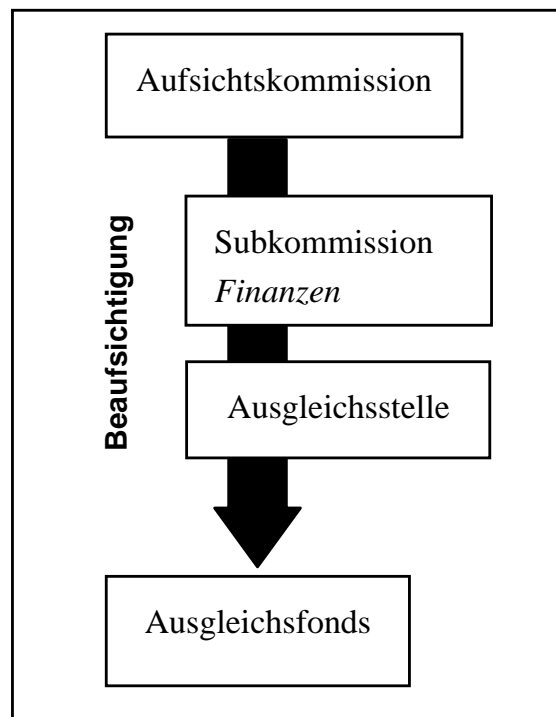 Aufsichtskommission
Beaufsichtigung
Subkommission
Finanzen
Ausgleichsstelle
Ausgleichsfonds